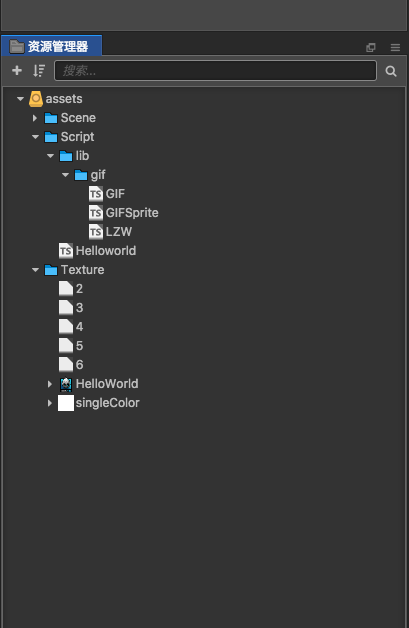 资源管理器
搜索...
assets
Scene
Script
lib
gif
TS GIF
TS GIFSprite
TS LZW
TS Helloworld
Texture
2
3
4
5
6
HelloWorld
singleColor